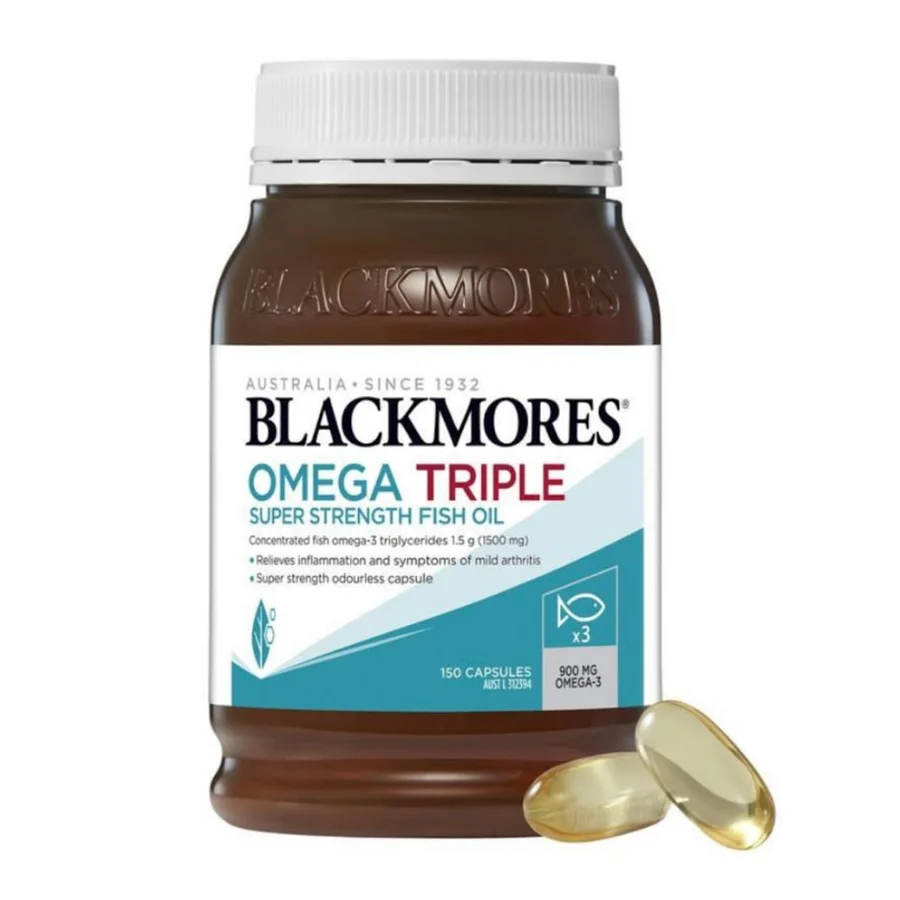 BLACKMORES
AUSTRALIA • SINCE 1932
BLACKMORES®
OMEGA TRIPLE
SUPER STRENGTH FISH OIL
Concentrated fish omega-3 triglycerides 1.5 g (1500 mg)
• Relieves inflammation and symptoms of mild arthritis
• Super strength odourless capsule
x3
150 CAPSULES
AUST L 312394
900 MG
OMEGA-3